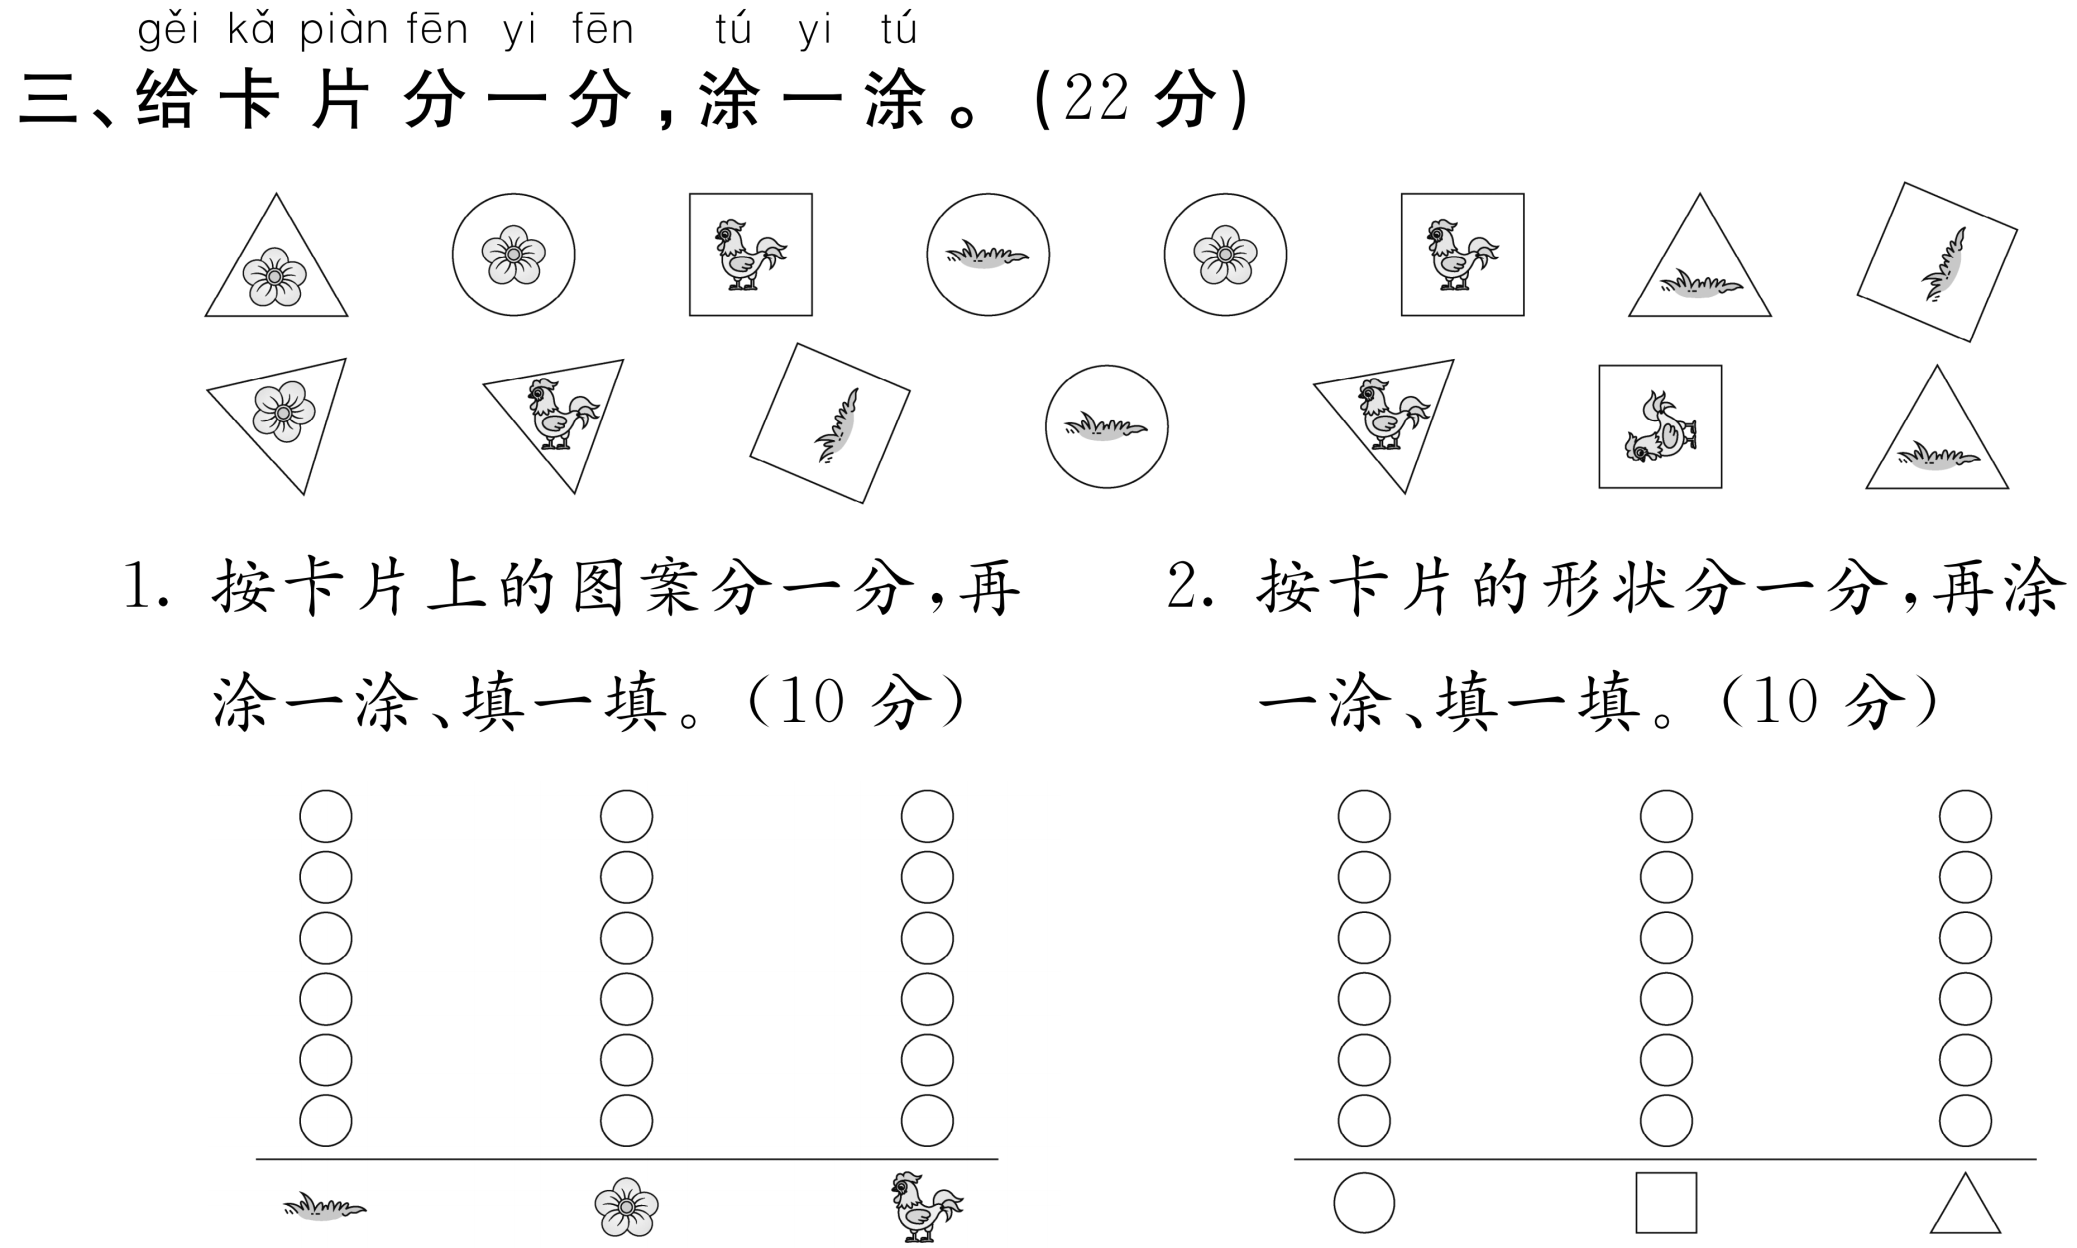 gěi kǎ piàn fēn yi fēn tú yi tú
三、给卡片分一分,涂一涂。(22分)
1. 按卡片上的图案分一分,再
涂一涂、填一填。(10分)
2. 按卡片的形状分一分,再涂
一涂、填一填。(10分)